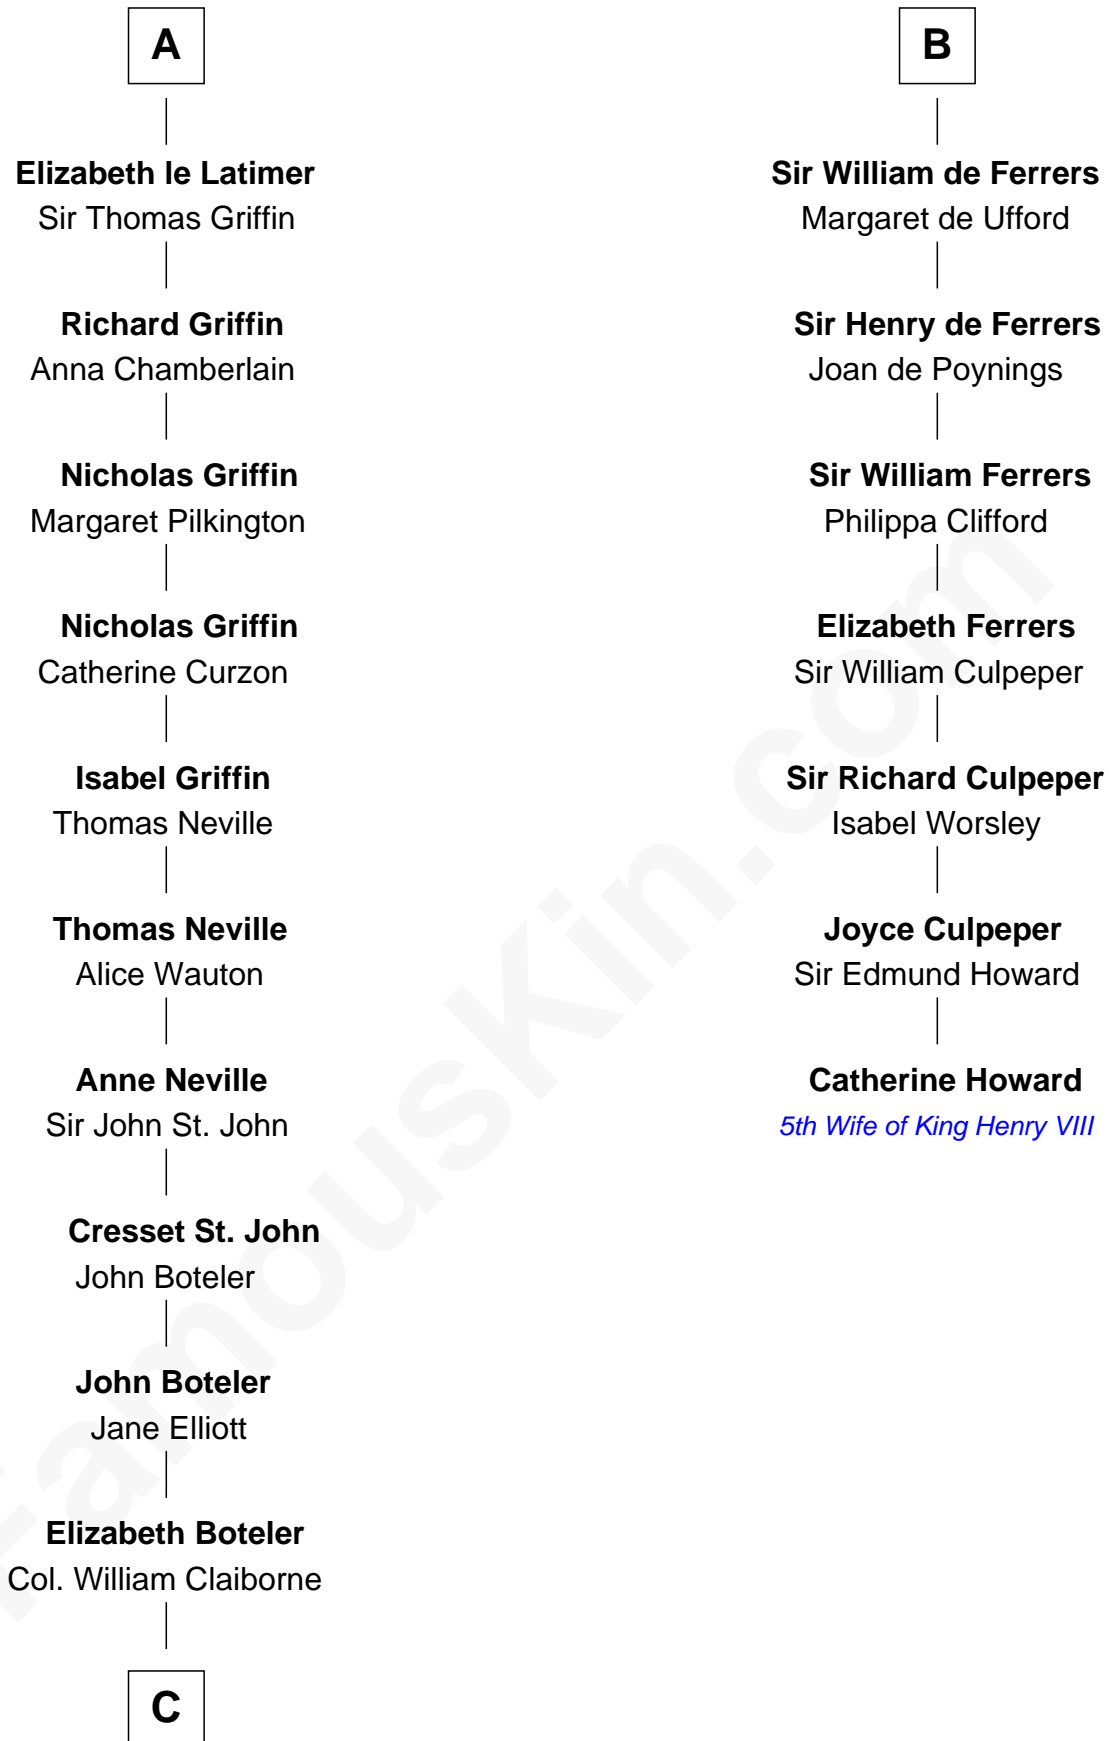 A
Elizabeth le Latimer
Sir Thomas Griffin
Richard Griffin
Anna Chamberlain
Nicholas Griffin
Margaret Pilkington
Nicholas Griffin
Catherine Curzon
Isabel Griffin
Thomas Neville
Thomas Neville
Alice Wauton
Anne Neville
Sir John St. John
Cresset St. John
John Boteler
John Boteler
Jane Elliott
Elizabeth Boteler
Col. William Claiborne
C
B
Sir William de Ferrers
Margaret de Ufford
Sir Henry de Ferrers
Joan de Poynings
Sir William Ferrers
Philippa Clifford
Elizabeth Ferrers
Sir William Culpeper
Sir Richard Culpeper
Isabel Worsley
Joyce Culpeper
Sir Edmund Howard
Catherine Howard
5th Wife of King Henry VIII
FamousKin.com